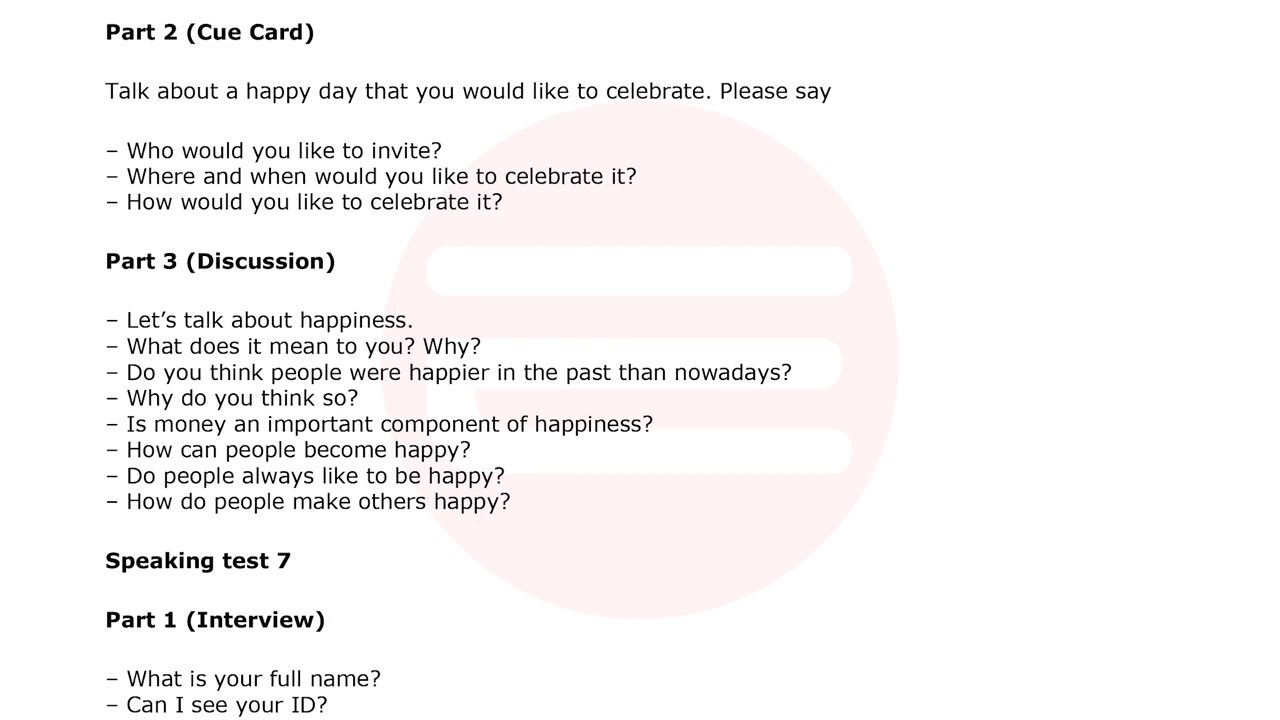 Part 2 (Cue Card)
Talk about a happy day that you would like to celebrate. Please say
– Who would you like to invite?
– Where and when would you like to celebrate it?
– How would you like to celebrate it?
Part 3 (Discussion)
– Let’s talk about happiness.
– What does it mean to you? Why?
– Do you think people were happier in the past than nowadays?
– Why do you think so?
– Is money an important component of happiness?
– How can people become happy?
– Do people always like to be happy?
– How do people make others happy?
Speaking test 7
Part 1 (Interview)
– What is your full name?
– Can I see your ID?